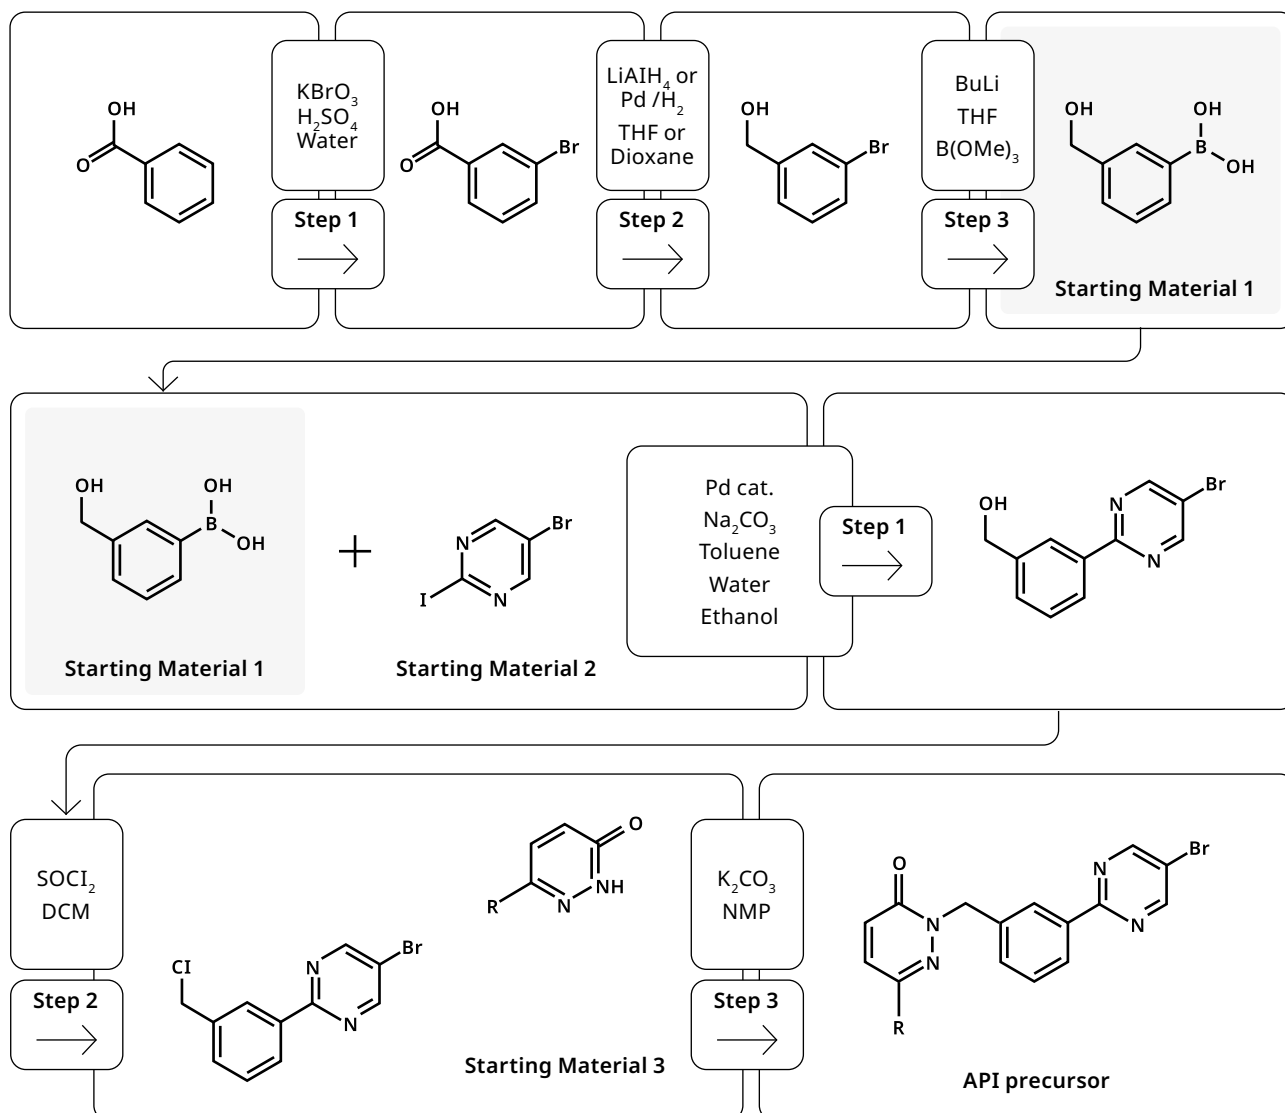 OH
O
KBrO3
H2SO4
Water
Step 1
OH
O
Br
LiAIH4 or
Pd /H2
THF or
Dioxane
Step 2
OH
Br
BuLi
THF
B(OMe)3
Step 3
OH
OH
B
OH
Starting Material 1
OH
OH
B
OH
Starting Material 1
Br
N
N
I
Starting Material 2
Pd cat.
Na2CO3
Toluene
Water
Ethanol
Step 1
OH
N
N
Br
SOCI2
DCM
Step 2
CI
N
N
Br
O
NH
N
R
Starting Material 3
K2CO3
NMP
Step 3
O
N
N
R
N
N
Br
API precursor